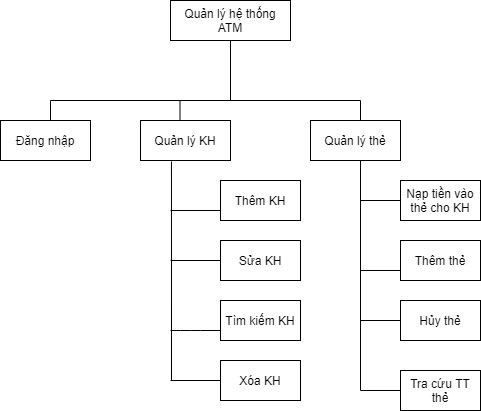 Quản lý hệ thống
ATM
Đăng nhập
Quản lý KH
Quản lý thẻ
Thêm KH
Sửa KH
Tìm kiếm KH
Xóa KH
Nạp tiền vào
thẻ cho KH
Thêm thẻ
Hủy thẻ
Tra cứu TT
thẻ